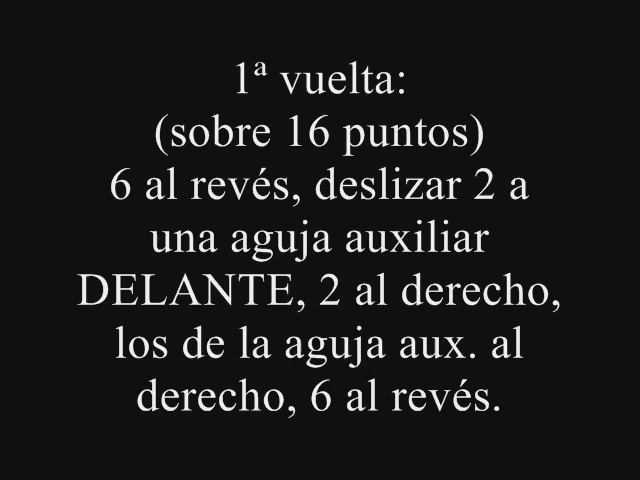 1ª vuelta:
(sobre 16 puntos)
6 al revés, deslizar 2 a
una aguja auxiliar
DELANTE, 2 al derecho,
los de la aguja aux. al
derecho, 6 al revés.